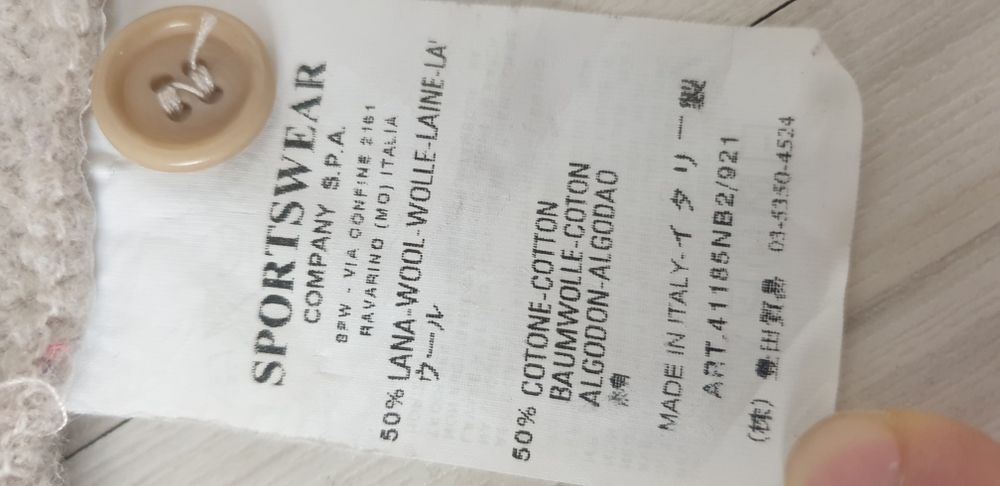 SPORTSWEAR
COMPANY S.P.A.
SPW - VIA CONFINE 2161
RAVARINO (MO) ITALIA
50% LANA-WOOL-WOLLE-LAINE-LA'
ウール
50% COTONE-COTTON
BAUMWOLLE-COTON
ALGODON-ALGODAO
綿
MADE IN ITALY-イタリー製
ART.41185NB2/921
(株) 豊田貿易 03-5350-4524